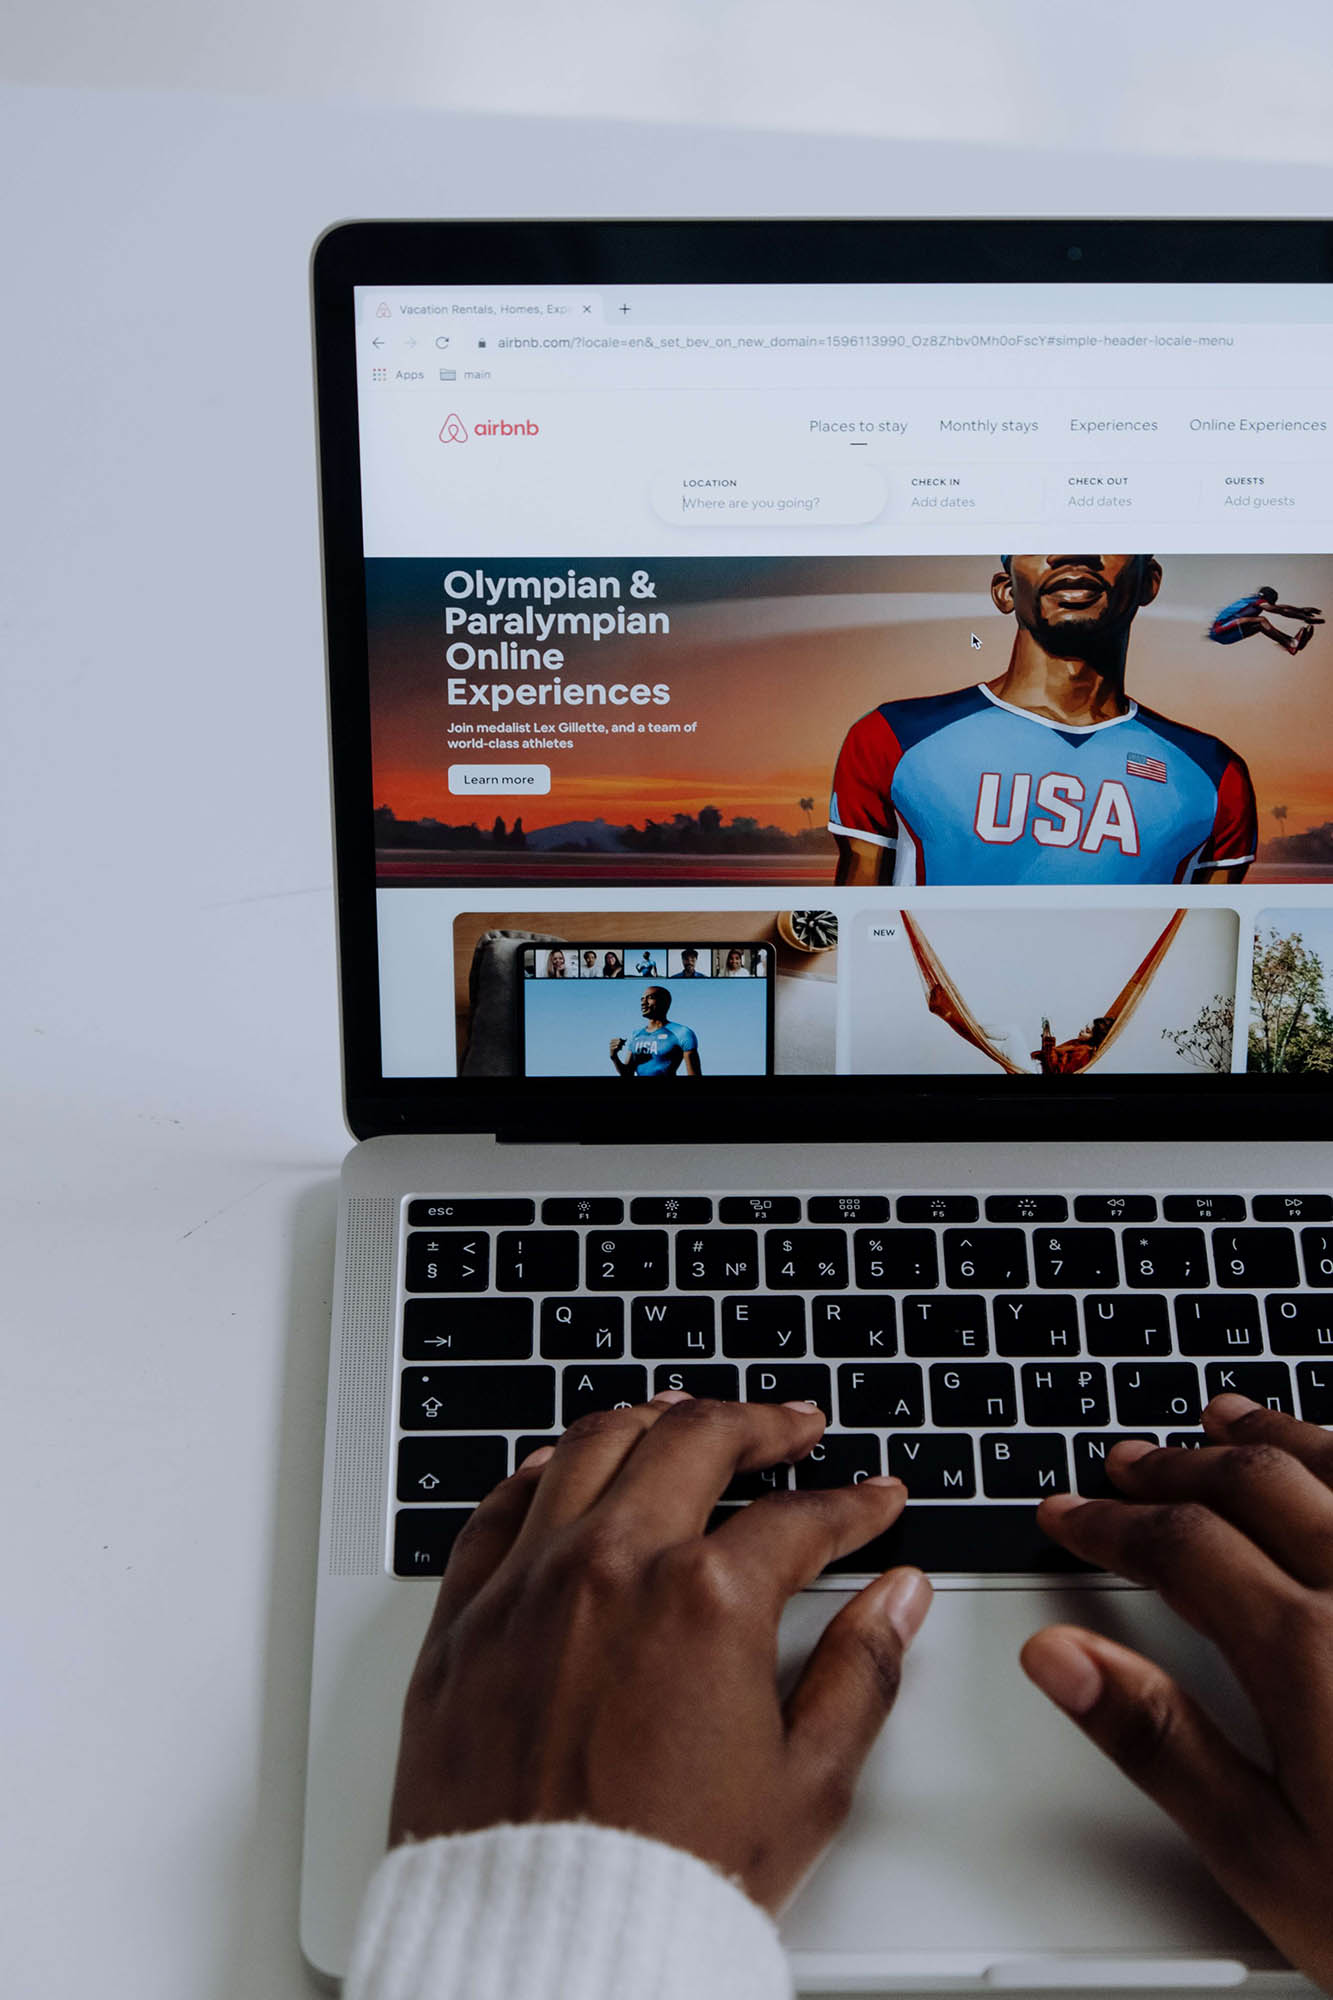 Vacation Rentals, Homes, Exp
airbnb.com/?locale=en&_set_bev_on_new_domain=1596113990_Oz8Zhbv0Mh0oFscY#simple-header-locale-menu
Apps main
airbnb
Places to stay Monthly stays Experiences Online Experiences
LOCATION CHECK IN CHECK OUT GUESTS
Where are you going? Add dates Add dates Add guests
Olympian &
Paralympian
Online
Experiences
Join medalist Lex Gillette, and a team of
world-class athletes
Learn more
USA
NEW
USA
esc F1 F2 F3 F4 F5 F6 F7 F8 F9
± < ! @ # $ % ^ & * ( )
§ > 1 2 " 3 № 4 % 5 : 6 , 7 . 8 ; 9 0
Q W E R T Y U I O
Й Ц У К Е Н Г Ш
A S D F G H ₽ J K L
А П Р О
C V B N
М И
fn